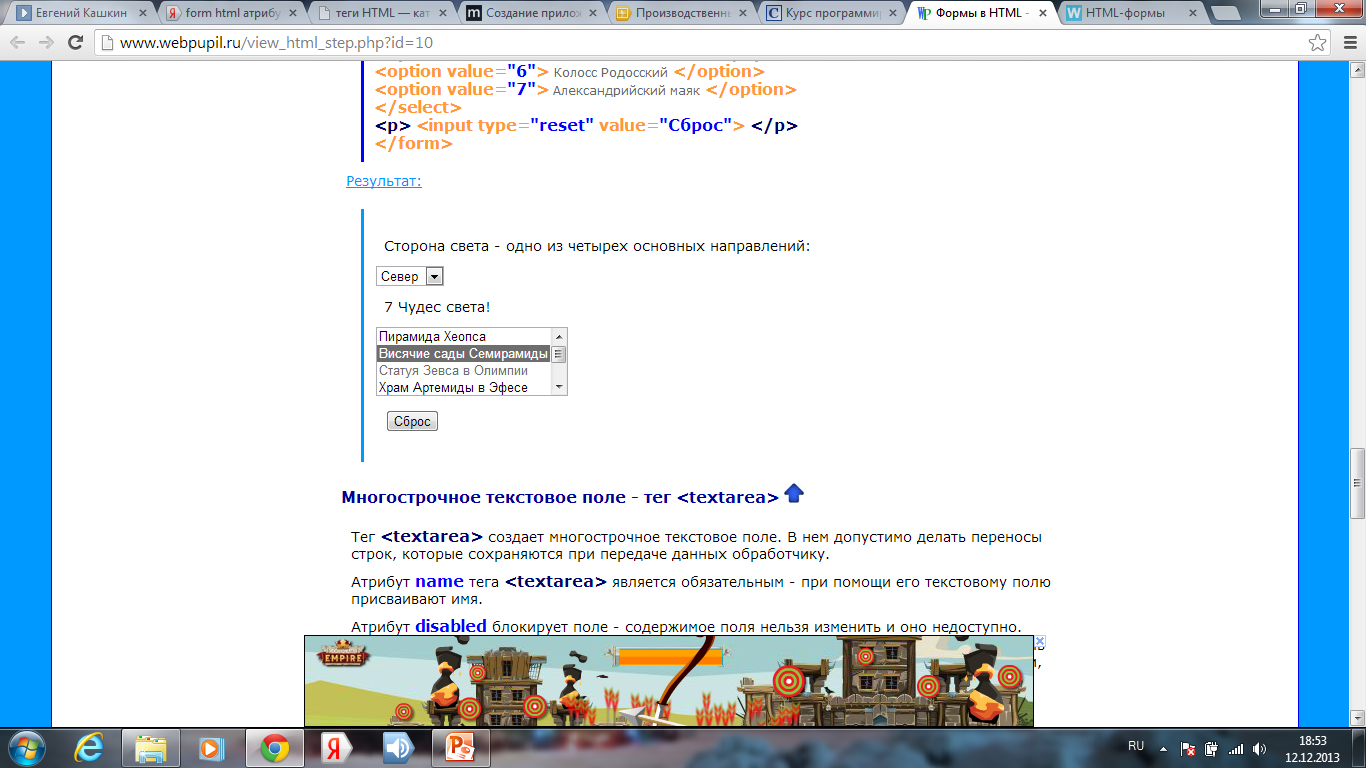 Евгений Кашкин
form html атрибу
теги HTML — кат
Создание прилож
Производственнь
Курс программир
Формы в HTML -
HTML-формы
www.webpupil.ru/view_html_step.php?id=10
<option value="6"> Колосс Родосский </option>
<option value="7"> Александрийский маяк </option>
</select>
<p> <input type="reset" value="Сброс"> </p>
</form>
Результат:
Сторона света - одно из четырех основных направлений:
Север
7 Чудес света!
Пирамида Хеопса
Висячие сады Семирамиды
Статуя Зевса в Олимпии
Храм Артемиды в Эфесе
Сброс
Многострочное текстовое поле - тег <textarea>
Тег <textarea> создает многострочное текстовое поле. В нем допустимо делать переносы
строк, которые сохраняются при передаче данных обработчику.
Атрибут name тега <textarea> является обязательным - при помощи его текстовому полю
присваивают имя.
Атрибут disabled блокирует поле - содержимое поля нельзя изменить и оно недоступно.
EMPIRE
RU
18:53
12.12.2013